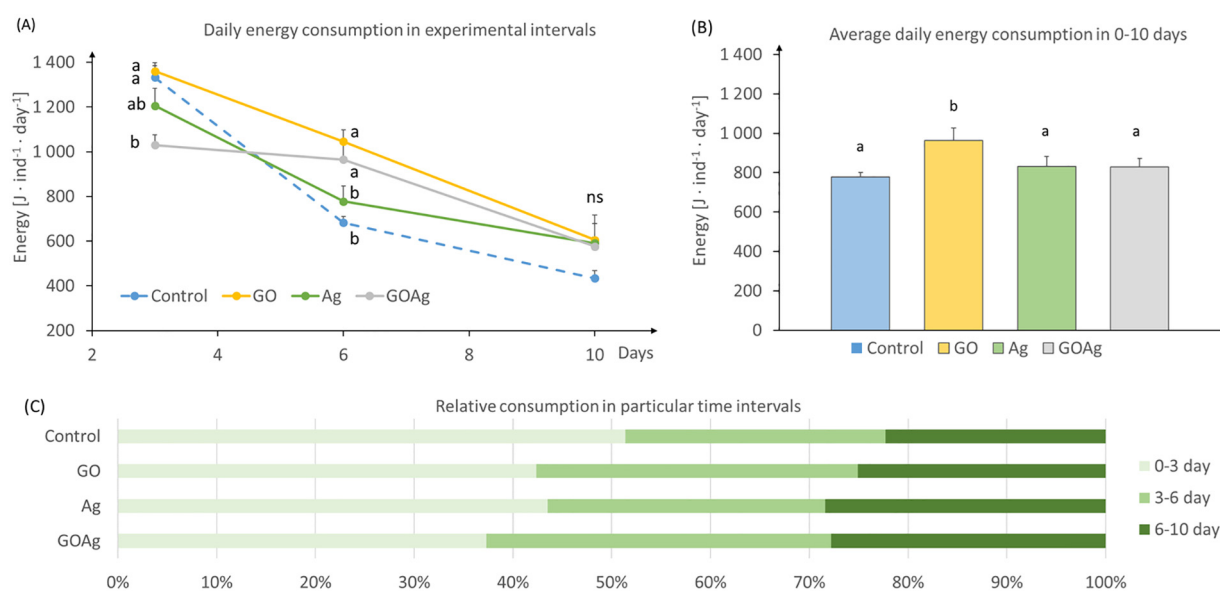 (A)
Daily energy consumption in experimental intervals
Energy [J · ind⁻¹ · day⁻¹]
1 400
1 200
1 000
800
600
400
200
a
a
ab
b
a
a
b
b
ns
Control GO Ag GOAg
2 4 6 8 10 Days
(B)
Average daily energy consumption in 0-10 days
Energy [J · ind⁻¹ · day⁻¹]
1 400
1 200
1 000
800
600
400
200
0
a b a a
Control GO Ag GOAg
(C)
Relative consumption in particular time intervals
Control
GO
Ag
GOAg
0% 10% 20% 30% 40% 50% 60% 70% 80% 90% 100%
0-3 day
3-6 day
6-10 day